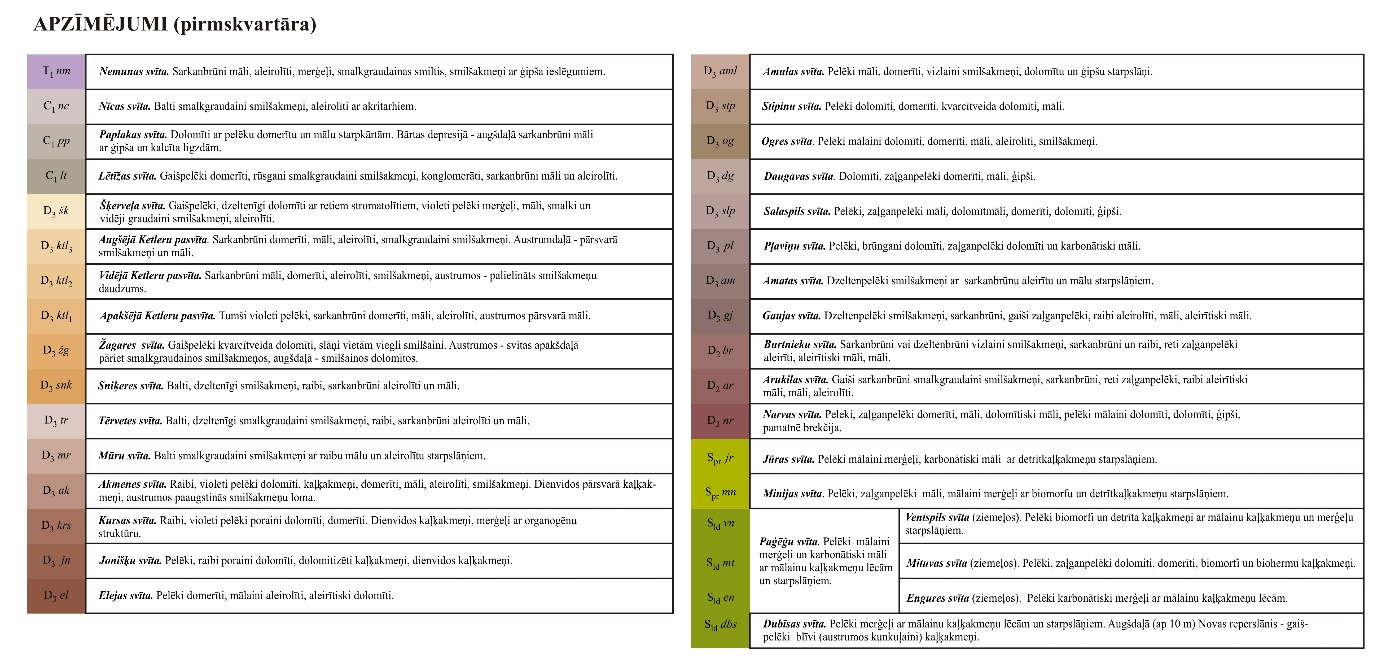 APZĪMĒJUMI (pirmskvartāra)
T1 nm Nemunas svīta. Sarkanbrūni māli, aleirolīti, merģeļi, smalkgraudainas smiltis, smilšakmeņi ar ģipša ieslēgumiem.
C1 nc Nīcas svīta. Balti smalkgraudaini smilšakmeņi, aleirolīti ar akritarhiem.
C1 pp Paplakas svīta. Dolomīti ar pelēku domerītu un mālu starpkārtām. Bārtas depresijā - augšdaļā sarkanbrūni māli
ar ģipša un kalcīta ligzdām.
C1 lt Lētīžas svīta. Gaišpelēki domerīti, rūsgani smalkgraudaini smilšakmeņi, konglomerāti, sarkanbrūni māli un aleirolīti.
D3 šk Šķerveļa svīta. Gaišpelēki, dzeltenīgi dolomīti ar retiem stromatolītiem, violeti pelēki merģeļi, māli, smalki un
vidēji graudaini smilšakmeņi, aleirolīti.
D3 ktl3 Augšējā Ketleru pasvīta. Sarkanbrūni domerīti, māli, aleirolīti, smalkgraudaini smilšakmeņi. Austrumdaļā - pārsvarā
smilšakmeņi un māli.
D3 ktl2 Vidējā Ketleru pasvīta. Sarkanbrūni māli, domerīti, aleirolīti, smilšakmeņi, austrumos - palielināts smilšakmeņu
daudzums.
D3 ktl1 Apakšējā Ketleru pasvīta. Tumši violeti pelēki, sarkanbrūni domerīti, māli, aleirolīti, austrumos pārsvarā māli.
D3 žg Žagares svīta. Gaišpelēki kvarcītveida dolomīti, slāņi vietām viegli smilšaini. Austrumos - svītas apakšdaļā
pāriet smalkgraudainos smilšakmeņos, augšdaļā - smilšainos dolomītos.
D3 snk Sniķeres svīta. Balti, dzeltenīgi smilšakmeņi, raibi, sarkanbrūni aleirolīti un māli.
D3 tr Tērvetes svīta. Balti, dzeltenīgi smalkgraudaini smilšakmeņi, raibi, sarkanbrūni aleirolīti un māli.
D3 mr Mūru svīta. Balti smalkgraudaini smilšakmeņi ar raibu mālu un aleirolītu starpslāņiem.
D3 ak Akmenes svīta. Raibi, violeti pelēki dolomīti, kaļķakmeņi, domerīti, māli, aleirolīti, smilšakmeņi. Dienvidos pārsvarā kaļķak-
meņi, austrumos paaugstinās smilšakmeņu loma.
D3 krs Kursas svīta. Raibi, violeti pelēki poraini dolomīti, domerīti. Dienvidos kaļķakmeņi, merģeļi ar organogēnu
struktūru.
D3 jn Jonišķu svīta. Pelēki, raibi poraini dolomīti, dolomitizēti kaļķakmeņi, dienvidos kaļķakmeņi.
D3 el Elejas svīta. Pelēki domerīti, mālaini aleirolīti, aleirītiski dolomīti.
D3 aml Amulas svīta. Pelēki māli, domerīti, vizlaini smilšakmeņi, dolomītu un ģipšu starpslāņi.
D3 stp Stipinu svīta. Pelēki dolomīti, domerīti, kvarcītveida dolomīti, māli.
D3 og Ogres svīta. Pelēki mālaini dolomīti, domerīti, māli, aleirolīti, smilšakmeņi.
D3 dg Daugavas svīta. Dolomīti, zaļganpelēki domerīti, māli, ģipši.
D3 slp Salaspils svīta. Pelēki, zaļganpelēki māli, dolomītmāli, domerīti, dolomīti, ģipši.
D3 pl Pļaviņu svīta. Pelēki, brūngani dolomīti, zaļganpelēki dolomīti un karbonātiski māli.
D3 am Amatas svīta. Dzeltenpelēki smilšakmeņi ar sarkanbrūnu aleirītu un mālu starpslāņiem.
D3 gj Gaujas svīta. Dzeltenpelēki smilšakmeņi, sarkanbrūni, gaiši zaļganpelēki, raibi aleirolīti, māli, aleirītiski māli.
D2 br Burtnieku svīta. Sarkanbrūni vai dzeltenbrūni vizlaini smilšakmeņi, sarkanbrūni un raibi, reti zaļganpelēki
aleirīti, aleirītiski māli, māli.
D2 ar Arukilas svīta. Gaiši sarkanbrūni smalkgraudaini smilšakmeņi, sarkanbrūni, reti zaļganpelēki, raibi aleirītiski
māli, māli, aleirolīti.
D2 nr Narvas svīta. Pelēki, zaļganpelēki domerīti, māli, dolomītiski māli, pelēki mālaini dolomīti, dolomīti, ģipši,
pamatnē brekčija.
Spr jr Jūras svīta. Pelēki mālaini merģeļi, karbonātiski māli ar detrītkaļķakmeņu starpslāņiem.
Spr mn Minijas svīta. Pelēki, zaļganpelēki māli, mālaini merģeļi ar biomorfu un detrītkaļķakmeņu starpslāņiem.
Sld vn
Sld mt
Sld en
Pagēgu svīta. Pelēki mālaini
merģeļi un karbonātiski māli
ar mālainu kaļķakmeņu lēcām
un starpslāņiem.
Ventspils svīta (ziemeļos). Pelēki biomorfi un detrīta kaļķakmeņi ar mālainu kaļķakmeņu un merģeļu
starpslāņiem.
Mituvas svīta (ziemeļos). Pelēki, zaļganpelēki dolomīti, domerīti, biomorfi un biohermu kaļķakmeņi.
Engures svīta (ziemeļos). Pelēki karbonātiski merģeļi ar mālainu kaļķakmeņu lēcām.
Sld dbs Dubīsas svīta. Pelēki merģeļi ar mālainu kaļķakmeņu lēcām un starpslāņiem. Augšdaļā (ap 10 m) Novas reperslānis - gaiš-
pelēki blīvi (austrumos kunkuļaini) kaļķakmeņi.